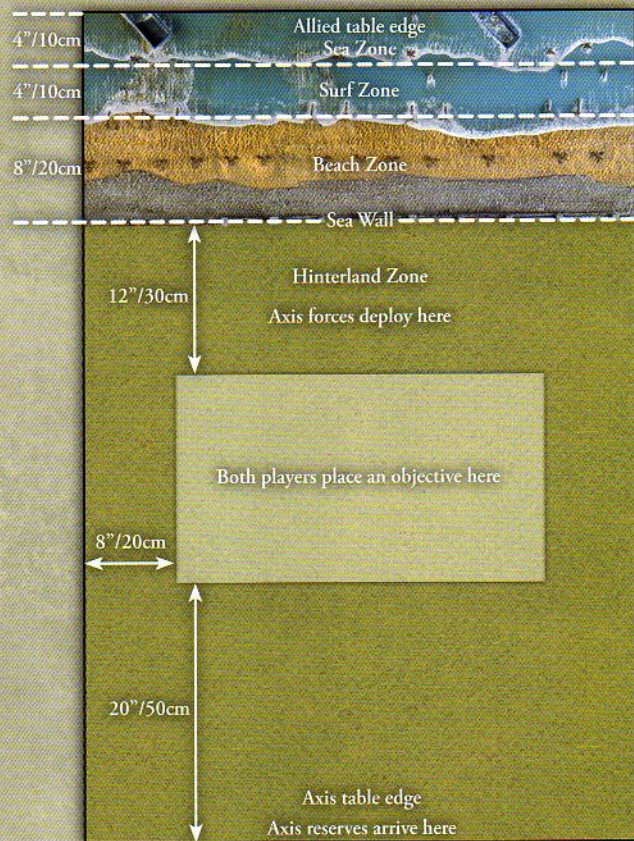 Allied table edge
4”/10cm
Sea Zone
4”/10cm
Surf Zone
8”/20cm
Beach Zone
Sea Wall
Hinterland Zone
12”/30cm
Axis forces deploy here
Both players place an objective here
8”/20cm
20”/50cm
Axis table edge
Axis reserves arrive here